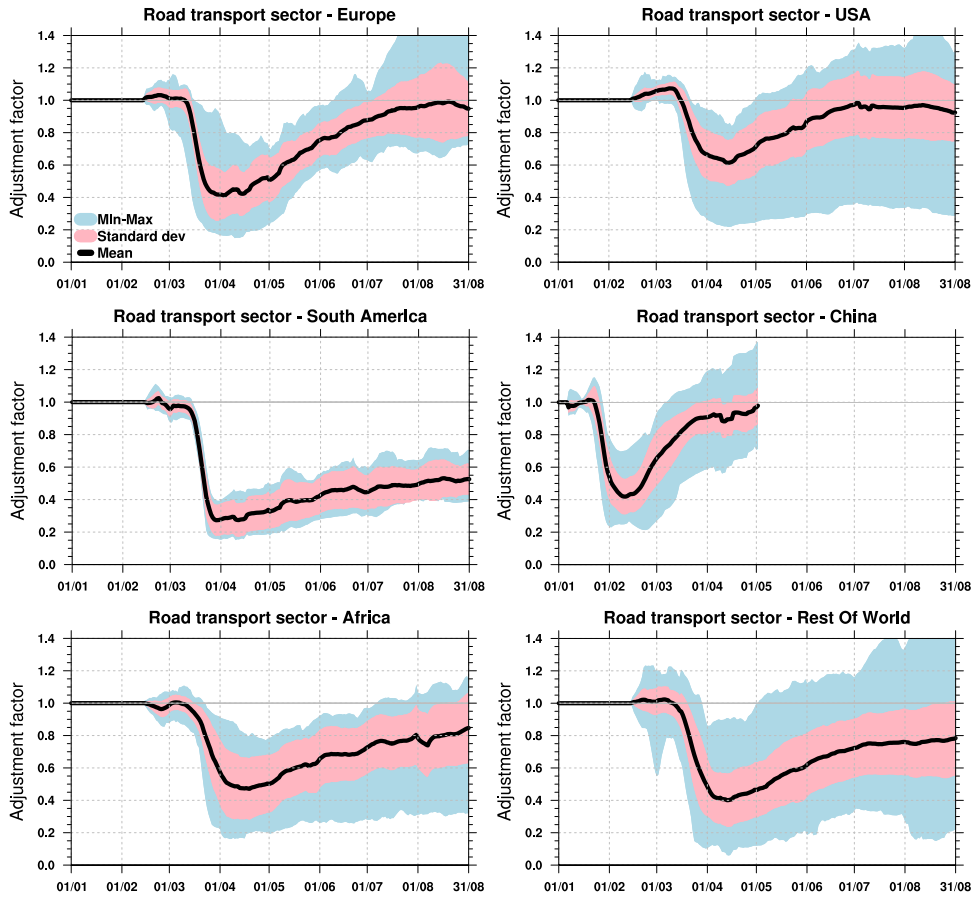 Road transport sector - Europe
Adjustment factor
1.4
1.2
1.0
0.8
0.6
0.4
0.2
0.0
MIn-Max
Standard dev
Mean
01/01 01/02 01/03 01/04 01/05 01/06 01/07 01/08 31/08
Road transport sector - USA
Adjustment factor
1.4
1.2
1.0
0.8
0.6
0.4
0.2
0.0
01/01 01/02 01/03 01/04 01/05 01/06 01/07 01/08 31/08
Road transport sector - South AmerIca
Adjustment factor
1.4
1.2
1.0
0.8
0.6
0.4
0.2
0.0
01/01 01/02 01/03 01/04 01/05 01/06 01/07 01/08 31/08
Road transport sector - China
Adjustment factor
1.4
1.2
1.0
0.8
0.6
0.4
0.2
0.0
01/01 01/02 01/03 01/04 01/05 01/06 01/07 01/08 31/08
Road transport sector - Africa
Adjustment factor
1.4
1.2
1.0
0.8
0.6
0.4
0.2
0.0
01/01 01/02 01/03 01/04 01/05 01/06 01/07 01/08 31/08
Road transport sector - Rest Of World
Adjustment factor
1.4
1.2
1.0
0.8
0.6
0.4
0.2
0.0
01/01 01/02 01/03 01/04 01/05 01/06 01/07 01/08 31/08